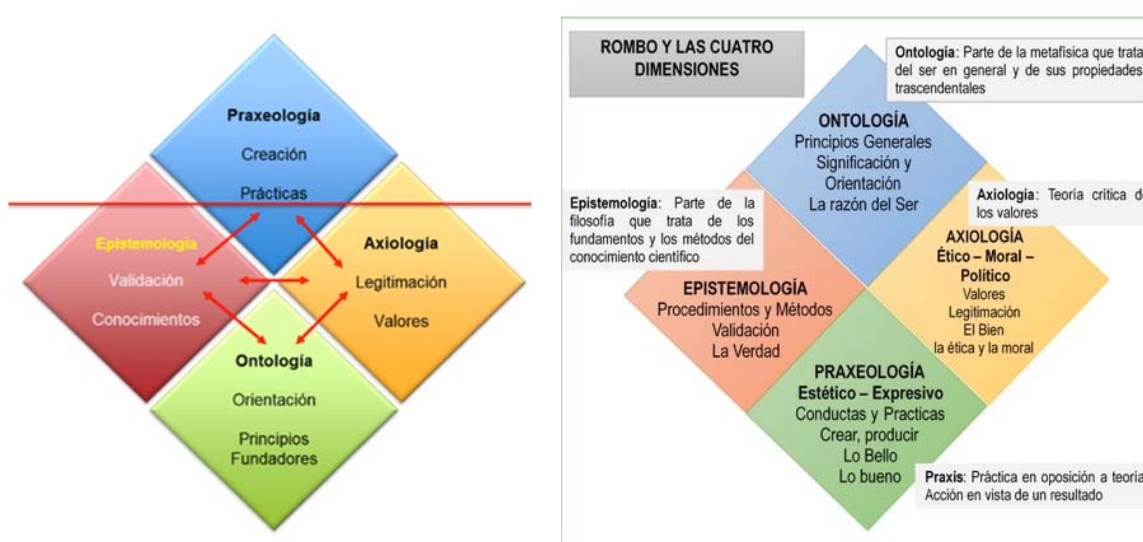 Praxeología
Creación
Prácticas
Epistemología
Validación
Conocimientos
Axiología
Legitimación
Valores
Ontología
Orientación
Principios
Fundadores
ROMBO Y LAS CUATRO
DIMENSIONES
Ontología: Parte de la metafisica que trata
del ser en general y de sus propiedades
trascendentales
ONTOLOGÍA
Principios Generales
Significación y
Orientación
La razón del Ser
Epistemología: Parte de la
filosofía que trata de los
fundamentos y los métodos del
conocimiento científico
Axiología: Teoría critica de
los valores
EPISTEMOLOGÍA
Procedimientos y Métodos
Validación
La Verdad
AXIOLOGÍA
Ético – Moral –
Político
Valores
Legitimación
El Bien
la ética y la moral
PRAXEOLOGÍA
Estético – Expresivo
Conductas y Practicas
Crear, producir
Lo Bello
Lo bueno
Praxis: Práctica en oposición a teoría
Acción en vista de un resultado